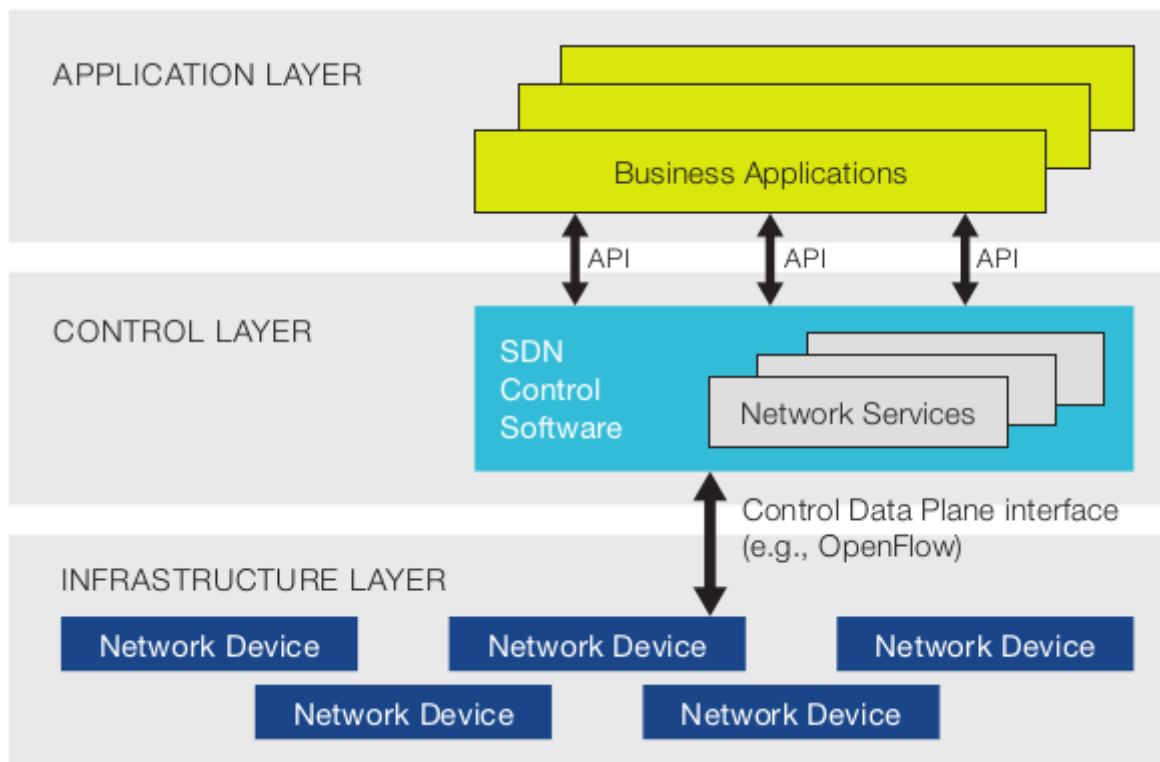 APPLICATION LAYER
Business Applications
API
API
API
CONTROL LAYER
SDN
Control
Software
Network Services
Control Data Plane interface
(e.g., OpenFlow)
INFRASTRUCTURE LAYER
Network Device
Network Device
Network Device
Network Device
Network Device